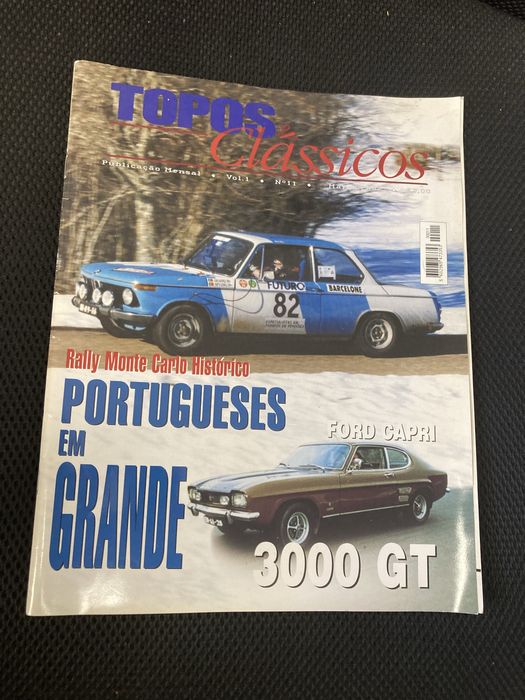 TOPOS &
Clássicos
Publicação Mensal • Vol.1 • Nº11 •
FUTURO
BARCELONE
82
Rally Monte Carlo Histórico
PORTUGUESES
EM
GRANDE
FORD CAPRI
3000 GT